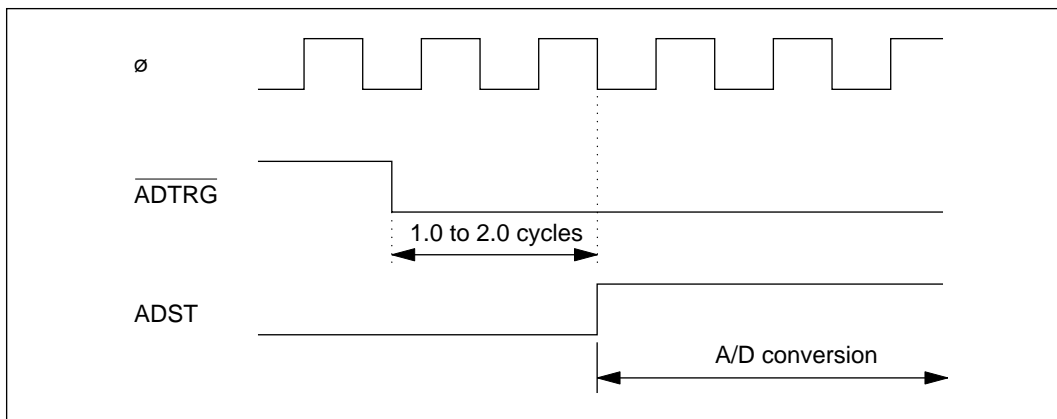 ø
ADTRG
1.0 to 2.0 cycles
ADST
A/D conversion